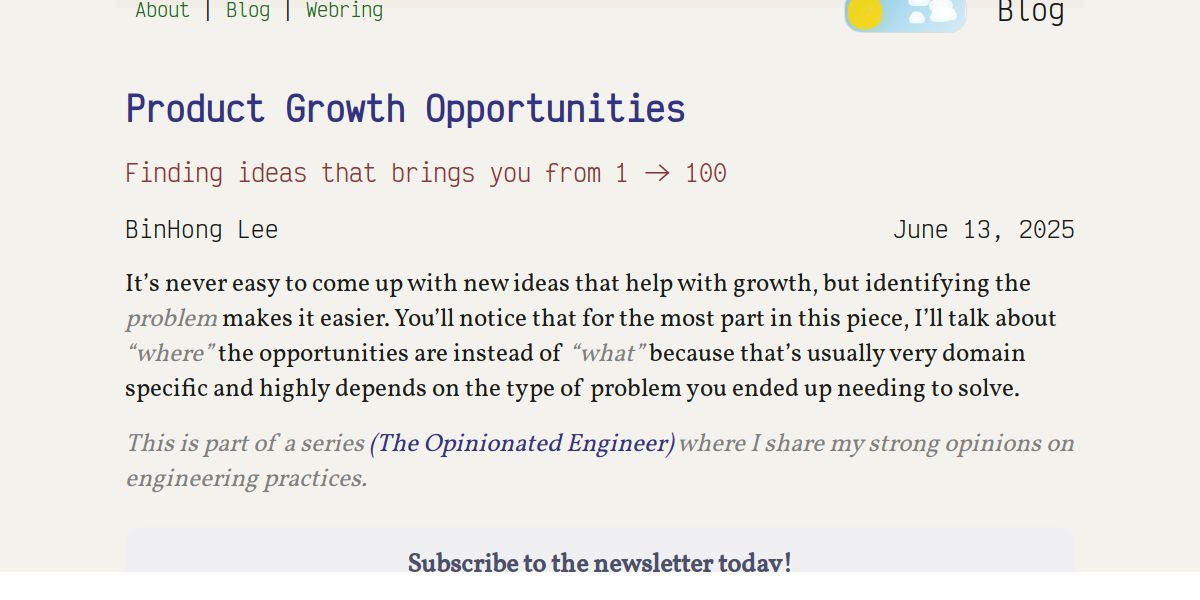 About | Blog | Webring
Blog
Product Growth Opportunities
Finding ideas that brings you from 1 → 100
BinHong Lee
June 13, 2025
It’s never easy to come up with new ideas that help with growth, but identifying the
problem makes it easier. You’ll notice that for the most part in this piece, I’ll talk about
“where” the opportunities are instead of “what” because that’s usually very domain
specific and highly depends on the type of problem you ended up needing to solve.
This is part of a series (The Opinionated Engineer) where I share my strong opinions on
engineering practices.
Subscribe to the newsletter today!